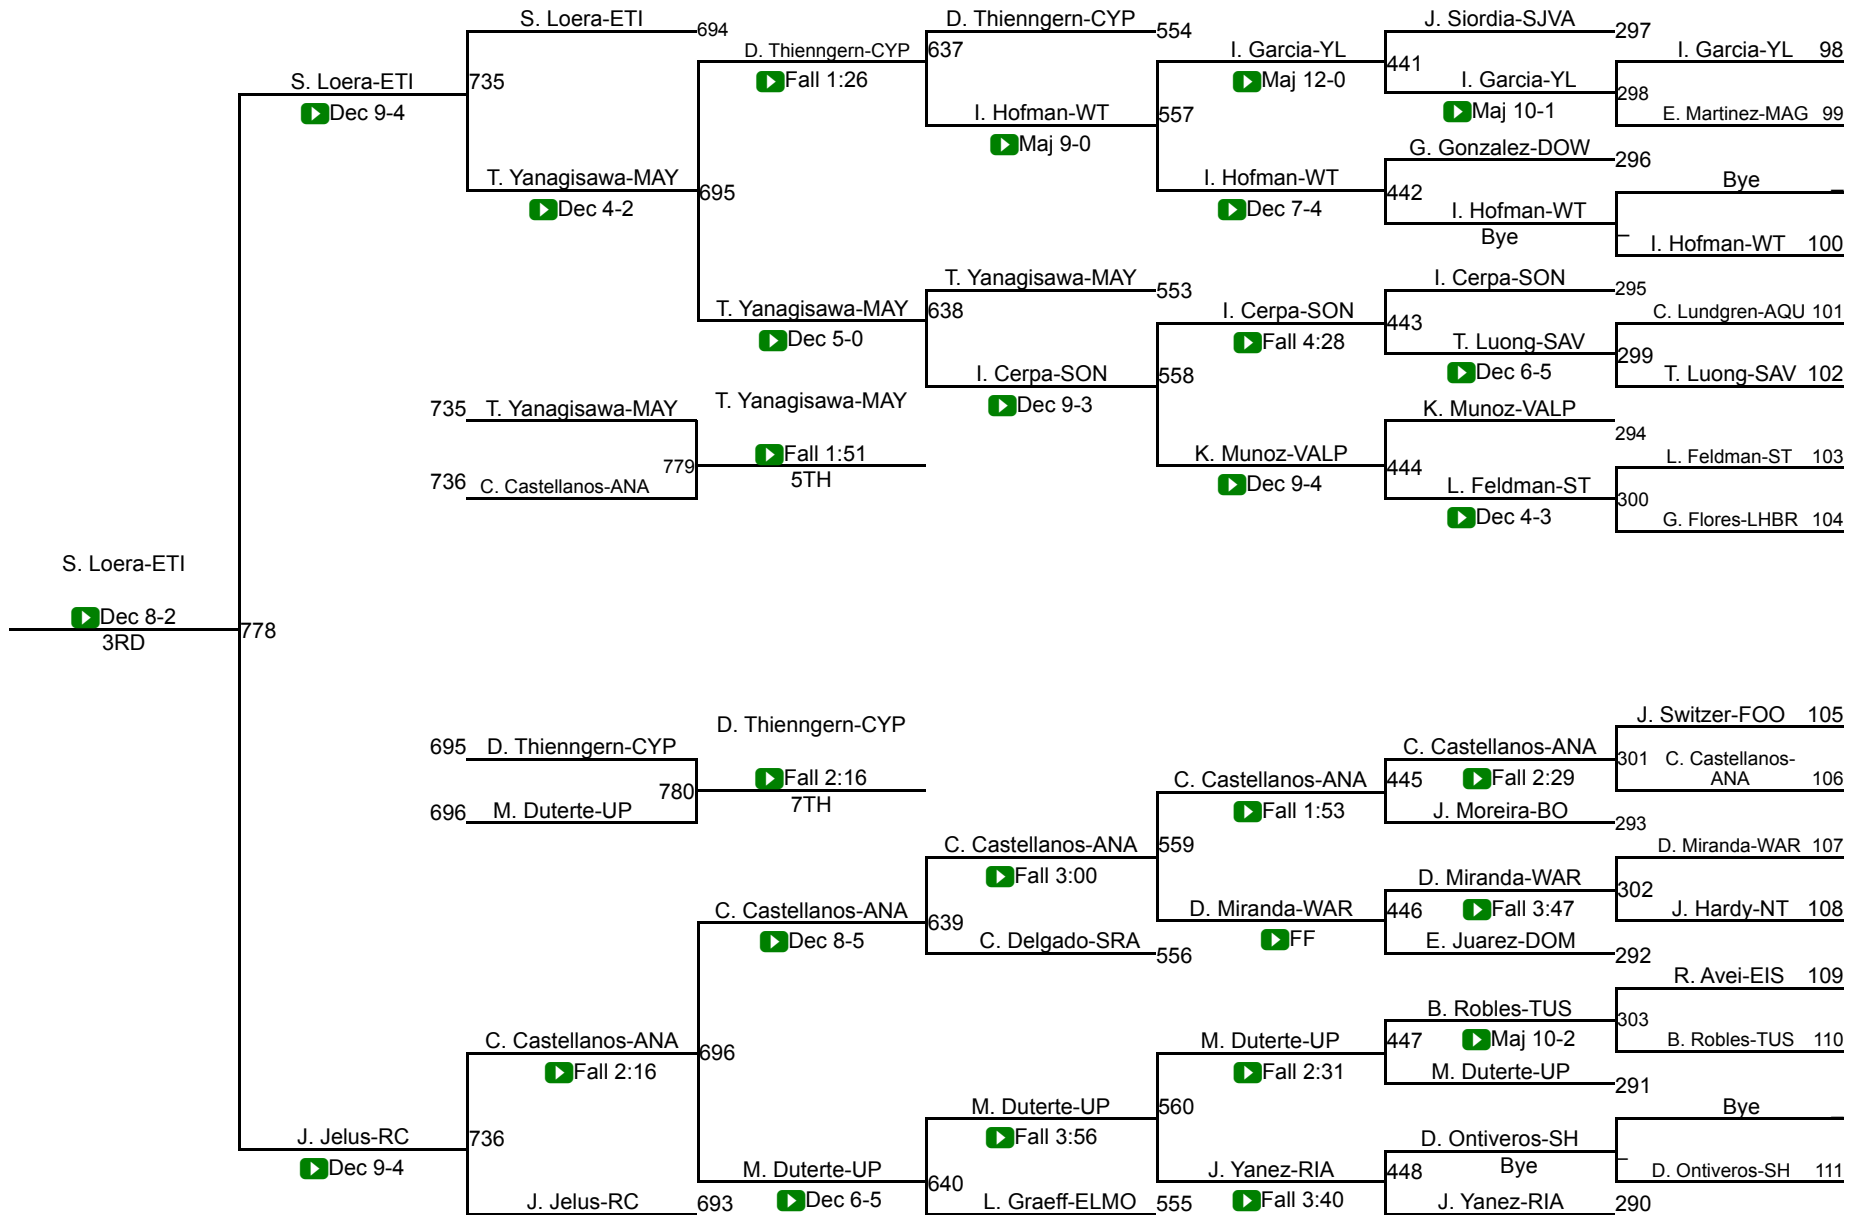 S. Loera-ETI
694
D. Thienngern-CYP
554
J. Siordia-SJVA
297
D. Thienngern-CYP
637
I. Garcia-YL
I. Garcia-YL 98
S. Loera-ETI
735
Fall 1:26
Maj 12-0
441
I. Garcia-YL
298
Dec 9-4
I. Hofman-WT
557
Maj 10-1
E. Martinez-MAG 99
Maj 9-0
G. Gonzalez-DOW
296
T. Yanagisawa-MAY
695
I. Hofman-WT
442
Bye _
Dec 4-2
Dec 7-4
I. Hofman-WT
Bye
_
I. Hofman-WT 100
T. Yanagisawa-MAY
553
I. Cerpa-SON
295
T. Yanagisawa-MAY
638
I. Cerpa-SON
443
C. Lundgren-AQU 101
Dec 5-0
Fall 4:28
T. Luong-SAV
299
I. Cerpa-SON
558
Dec 6-5
T. Luong-SAV 102
735 T. Yanagisawa-MAY
T. Yanagisawa-MAY
Dec 9-3
K. Munoz-VALP
294
779
Fall 1:51
K. Munoz-VALP
444
L. Feldman-ST 103
736 C. Castellanos-ANA
5TH
Dec 9-4
L. Feldman-ST
300
Dec 4-3
G. Flores-LHBR 104
S. Loera-ETI
Dec 8-2
778
3RD
D. Thienngern-CYP
J. Switzer-FOO 105
695 D. Thienngern-CYP
C. Castellanos-ANA
301
C. Castellanos-
780
Fall 2:16
C. Castellanos-ANA
445
Fall 2:29
ANA 106
696 M. Duterte-UP
7TH
Fall 1:53
J. Moreira-BO
293
C. Castellanos-ANA
559
D. Miranda-WAR 107
Fall 3:00
D. Miranda-WAR
302
C. Castellanos-ANA
639
D. Miranda-WAR
446
Fall 3:47
J. Hardy-NT 108
Dec 8-5
C. Delgado-SRA
556
FF
E. Juarez-DOM
292
R. Avei-EIS 109
B. Robles-TUS
303
C. Castellanos-ANA
696
M. Duterte-UP
447
Maj 10-2
B. Robles-TUS 110
Fall 2:16
Fall 2:31
M. Duterte-UP
291
M. Duterte-UP
560
Bye _
J. Jelus-RC
736
Fall 3:56
D. Ontiveros-SH
_
Dec 9-4
M. Duterte-UP
640
J. Yanez-RIA
448
Bye
D. Ontiveros-SH 111
J. Jelus-RC
693
Dec 6-5
L. Graeff-ELMO
555
Fall 3:40
J. Yanez-RIA
290